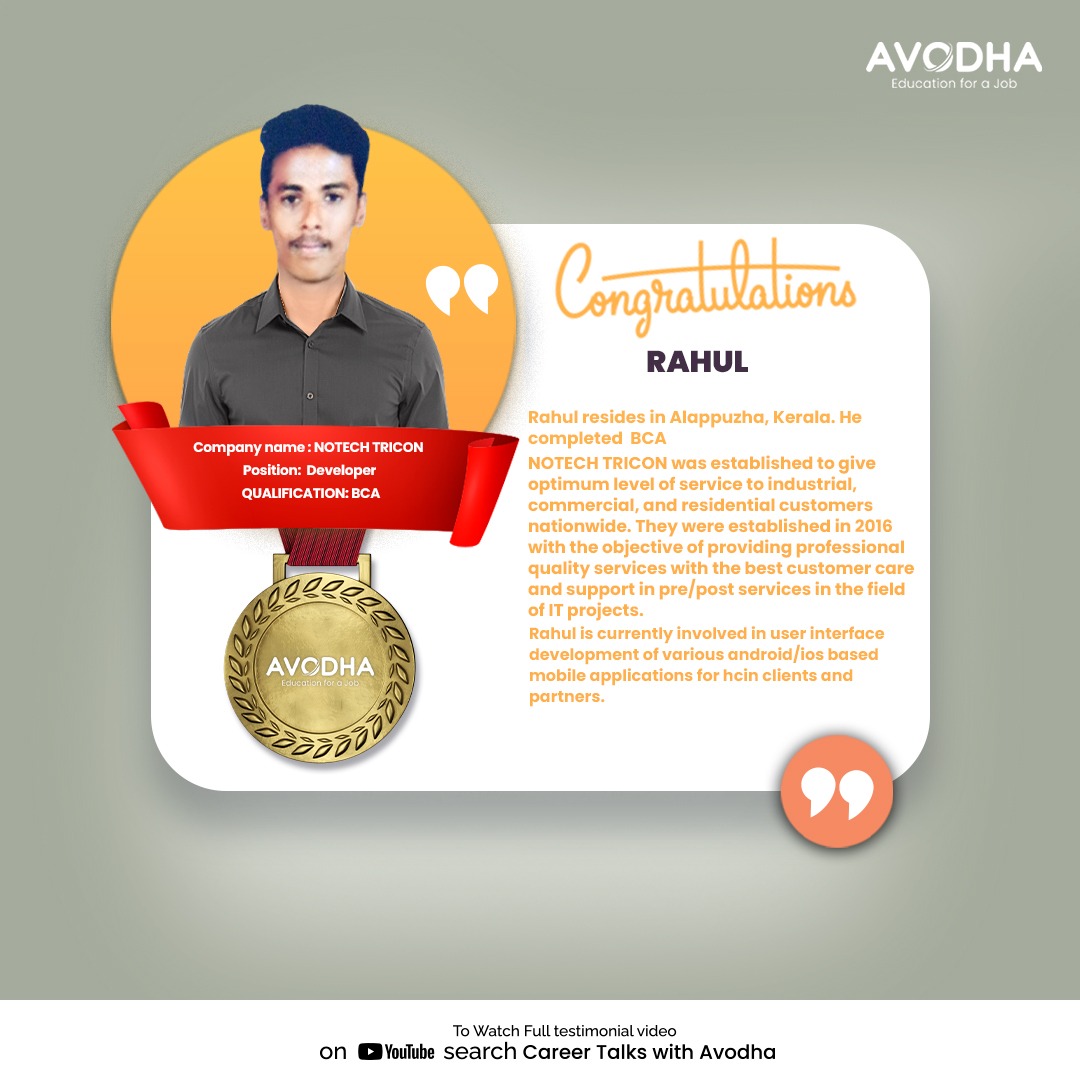 AVODHA
Education for a Job
Congratulations
RAHUL
Company name : NOTECH TRICON
Position: Developer
QUALIFICATION: BCA
Rahul resides in Alappuzha, Kerala. He
completed BCA
NOTECH TRICON was established to give
optimum level of service to industrial,
commercial, and residential customers
nationwide. They were established in 2016
with the objective of providing professional
quality services with the best customer care
and support in pre/post services in the field
of IT projects.
Rahul is currently involved in user interface
development of various android/ios based
mobile applications for hcin clients and
partners.
AVODHA
Education for a Job
To Watch Full testimonial video
on YouTube search Career Talks with Avodha